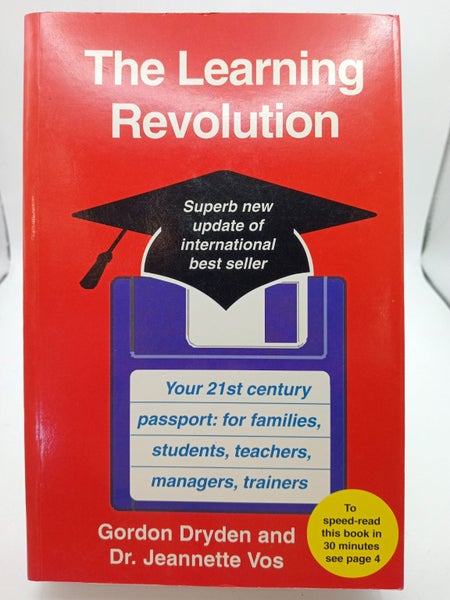 The Learning
Revolution
Superb new
update of
international
best seller
Your 21st century
passport: for families,
students, teachers,
managers, trainers
Gordon Dryden and
Dr. Jeannette Vos
To
speed-read
this book in
30 minutes
see page 4